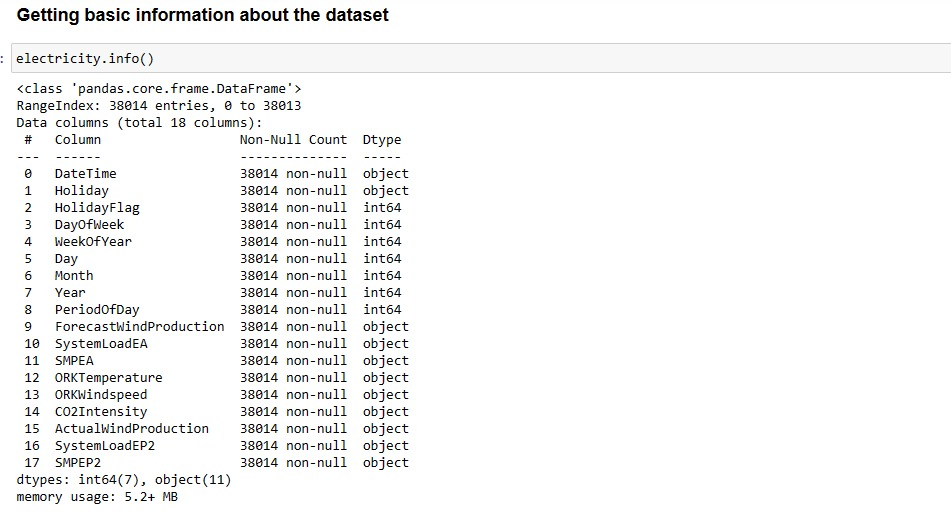 Getting basic information about the dataset
: electricity.info()
<class 'pandas.core.frame.DataFrame'>
RangeIndex: 38014 entries, 0 to 38013
Data columns (total 18 columns):
 #   Column                  Non-Null Count  Dtype
---  ------                  --------------  -----
 0   DateTime                38014 non-null  object
 1   Holiday                 38014 non-null  object
 2   HolidayFlag             38014 non-null  int64
 3   DayOfWeek               38014 non-null  int64
 4   WeekOfYear              38014 non-null  int64
 5   Day                     38014 non-null  int64
 6   Month                   38014 non-null  int64
 7   Year                    38014 non-null  int64
 8   PeriodOfDay             38014 non-null  int64
 9   ForecastWindProduction  38014 non-null  object
 10  SystemLoadEA            38014 non-null  object
 11  SMPEA                   38014 non-null  object
 12  ORKTemperature          38014 non-null  object
 13  ORKWindspeed            38014 non-null  object
 14  CO2Intensity            38014 non-null  object
 15  ActualWindProduction    38014 non-null  object
 16  SystemLoadEP2           38014 non-null  object
 17  SMPEP2                  38014 non-null  object
dtypes: int64(7), object(11)
memory usage: 5.2+ MB